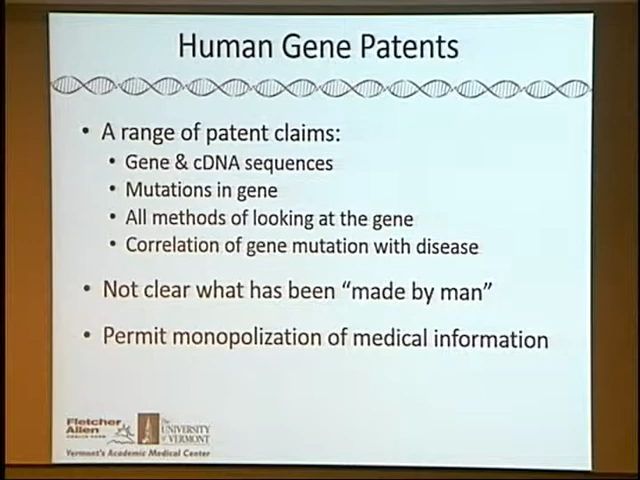 Human Gene Patents
• A range of patent claims:
• Gene & cDNA sequences
• Mutations in gene
• All methods of looking at the gene
• Correlation of gene mutation with disease
• Not clear what has been “made by man”
• Permit monopolization of medical information
Fletcher
Allen
HEALTH CARE
The
UNIVERSITY
of VERMONT
Vermont's Academic Medical Center